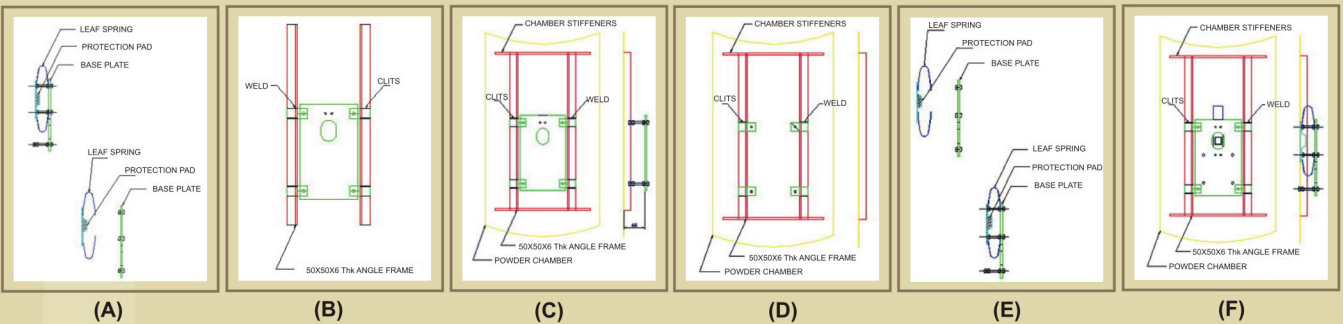 LEAF SPRING
PROTECTION PAD
BASE PLATE
LEAF SPRING
PROTECTION PAD
BASE PLATE
(A)
WELD
CLITS
50X50X6 Thk ANGLE FRAME
(B)
CHAMBER STIFFENERS
CLITS
WELD
50X50X6 Thk ANGLE FRAME
POWDER CHAMBER
(C)
CHAMBER STIFFENERS
CLITS
WELD
50X50X6 Thk ANGLE FRAME
POWDER CHAMBER
(D)
LEAF SPRING
PROTECTION PAD
BASE PLATE
LEAF SPRING
PROTECTION PAD
BASE PLATE
(E)
CHAMBER STIFFENERS
CLITS
WELD
50X50X6 Thk ANGLE FRAME
POWDER CHAMBER
(F)